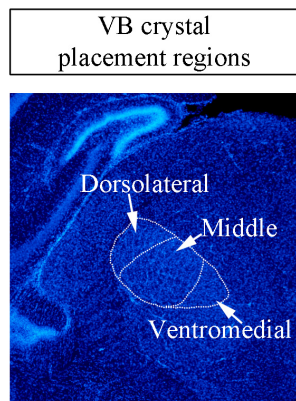 VB crystal
placement regions
Dorsolateral
Middle
Ventromedial